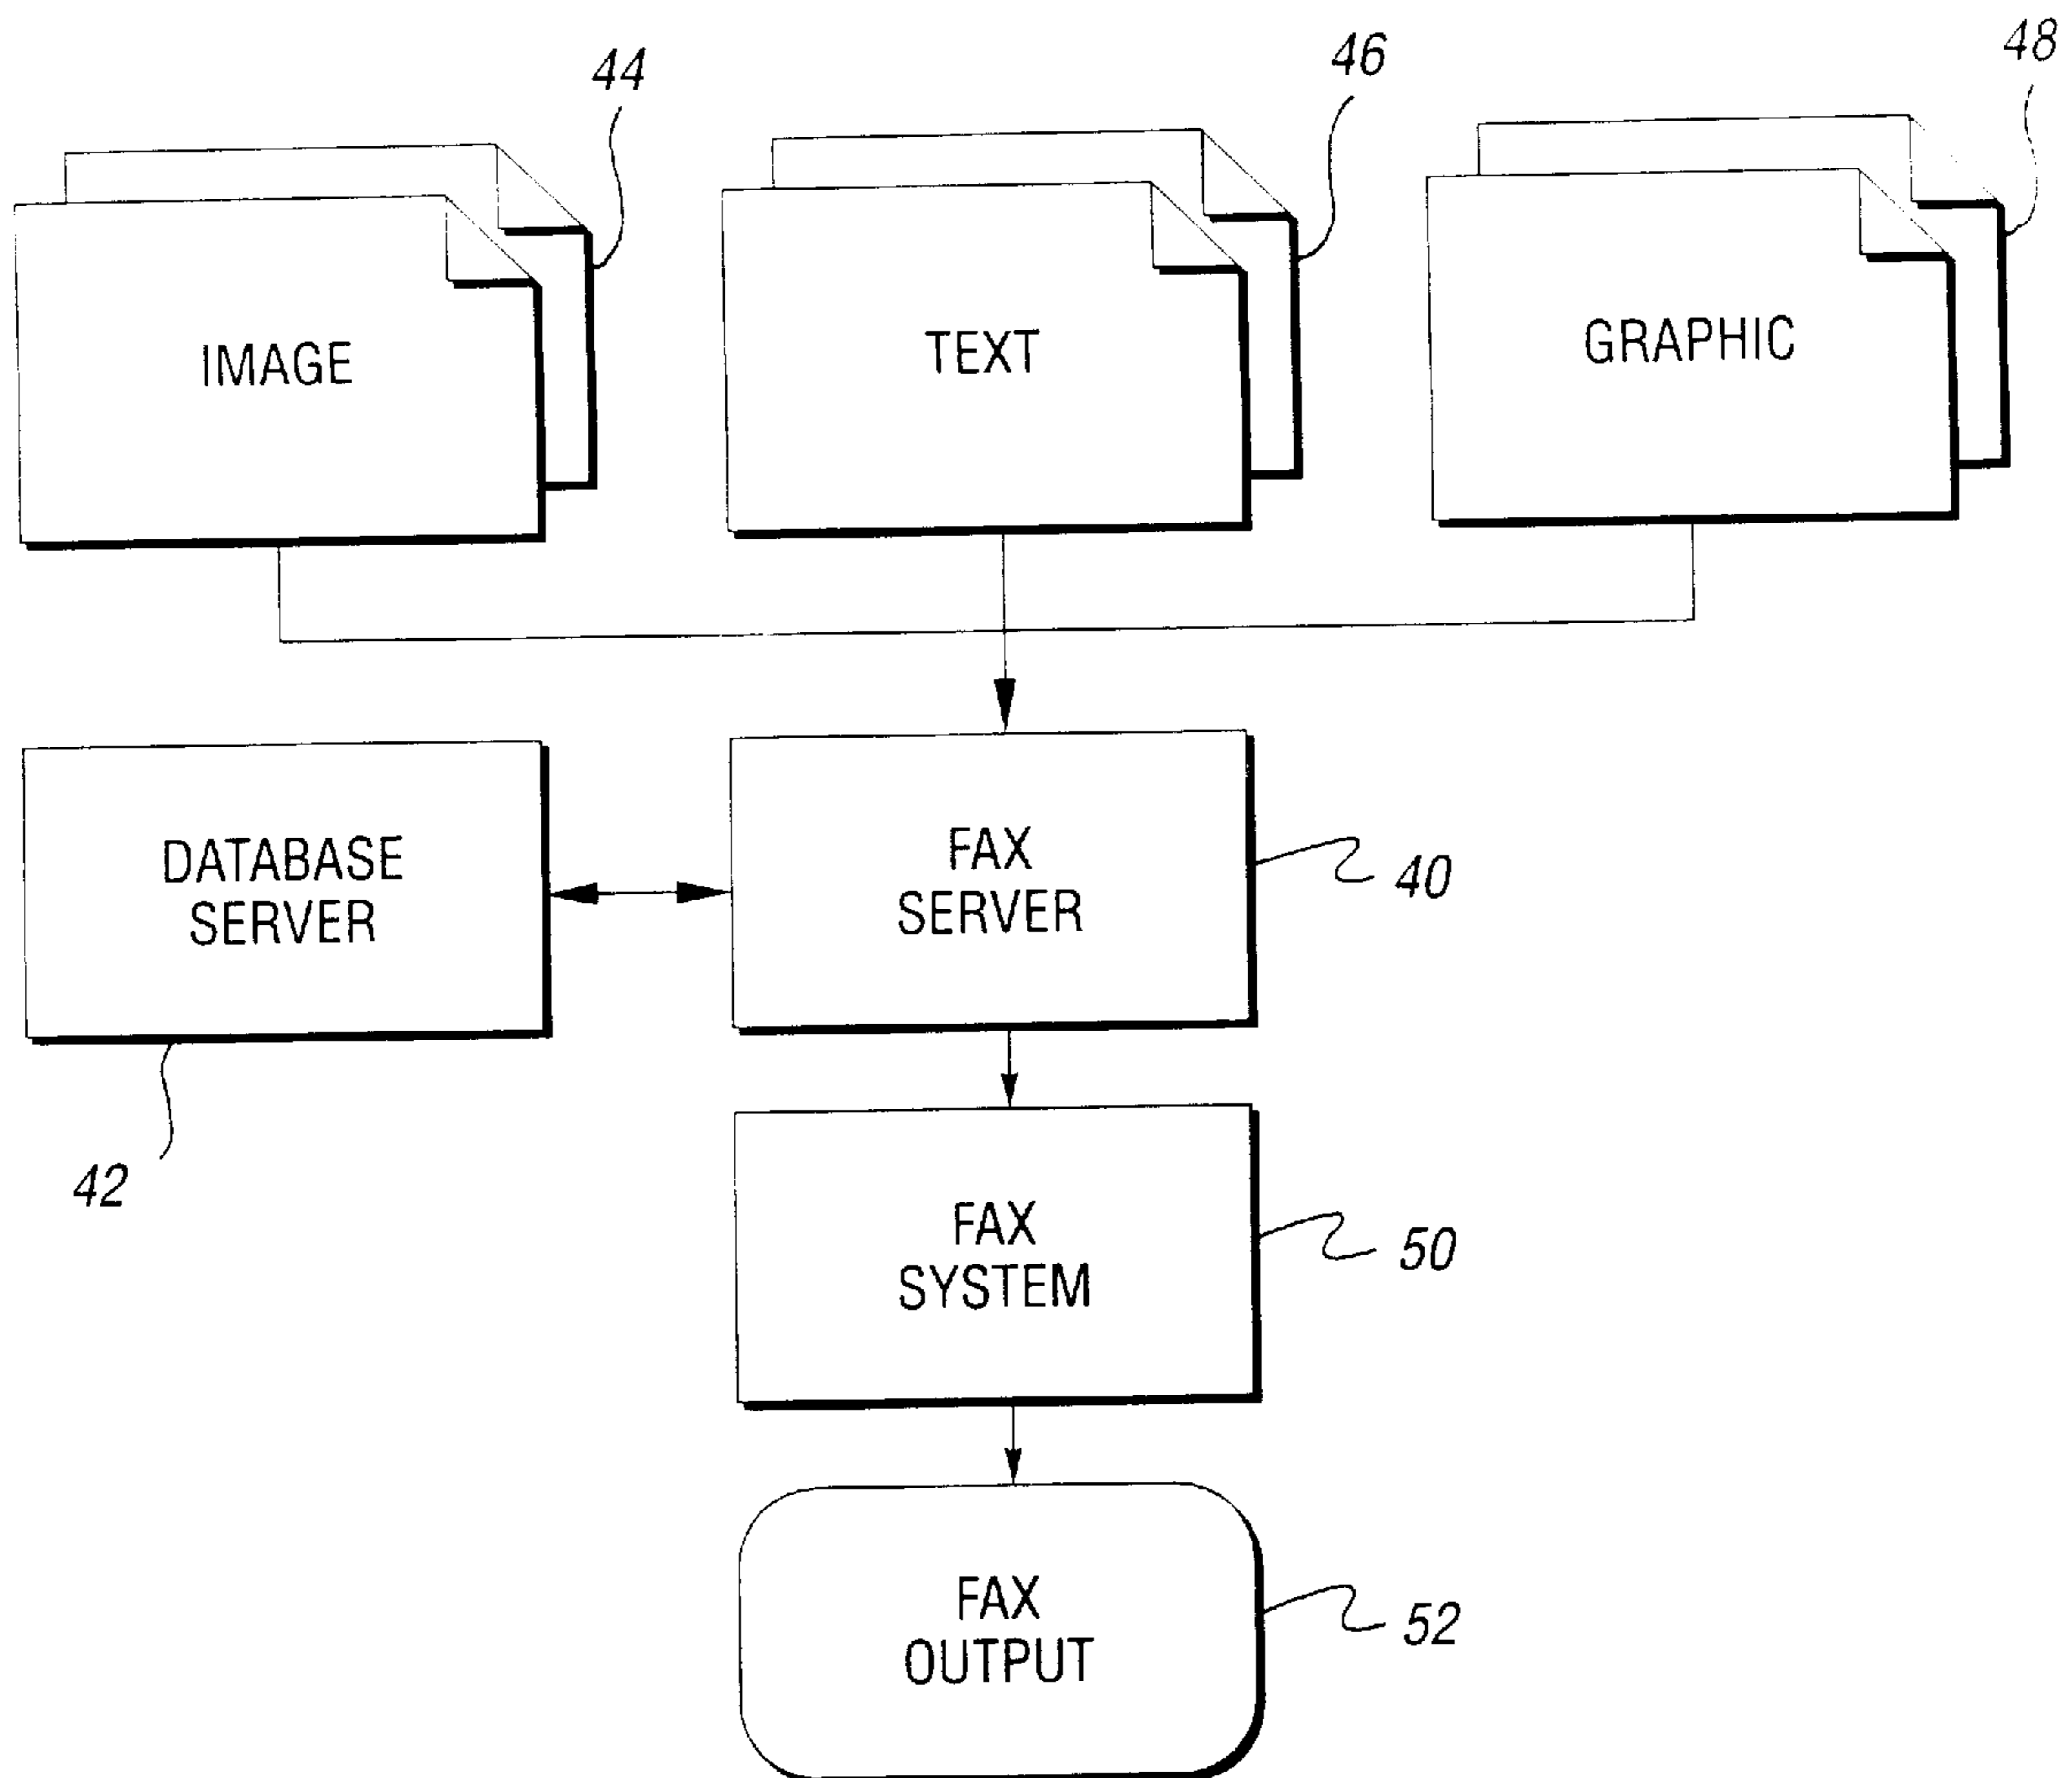 44
46
48
IMAGE
TEXT
GRAPHIC
DATABASE
SERVER
FAX
SERVER
40
42
FAX
SYSTEM
50
FAX
OUTPUT
52